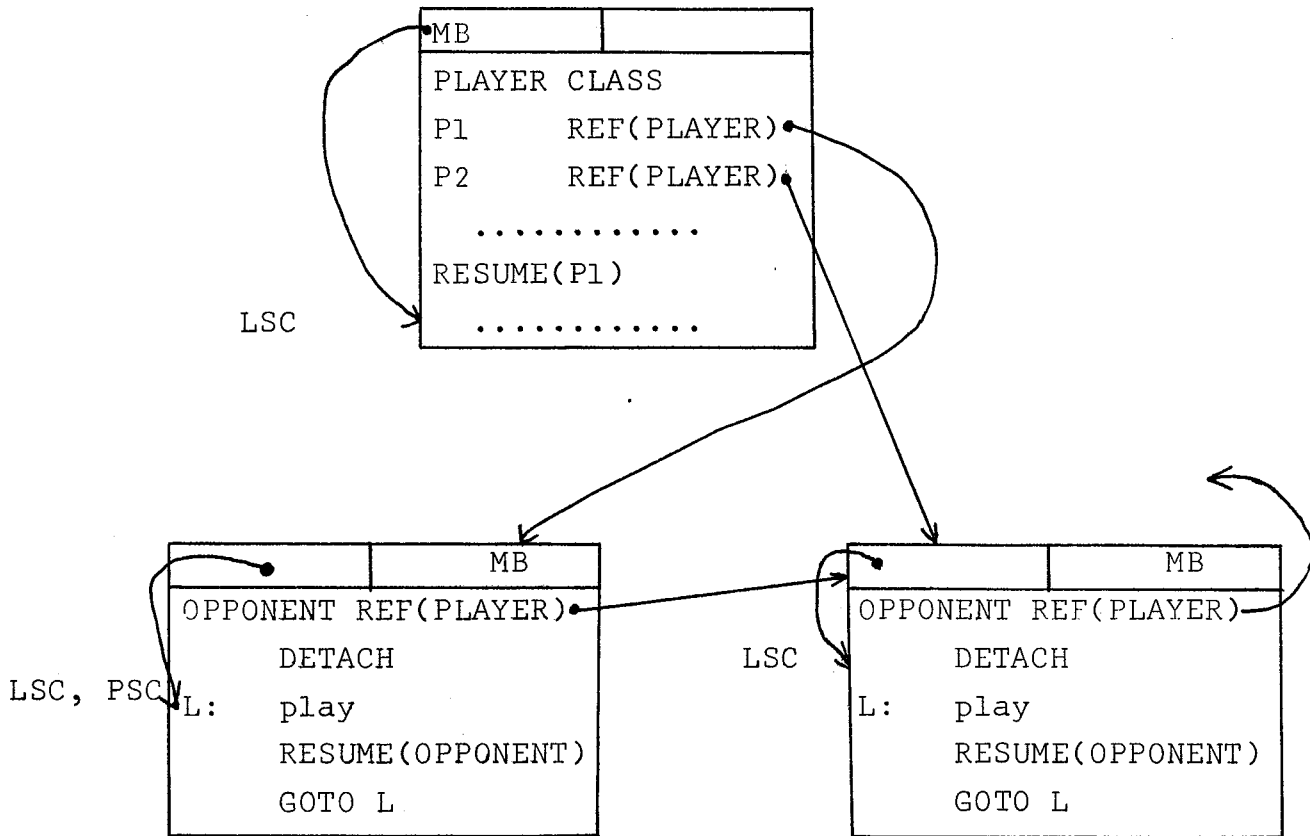 MB
PLAYER CLASS
P1 REF(PLAYER)
P2 REF(PLAYER)
............
RESUME(P1)
LSC ............
MB
OPPONENT REF(PLAYER)
DETACH
LSC, PSC L: play
RESUME(OPPONENT)
GOTO L
MB
OPPONENT REF(PLAYER)
LSC DETACH
L: play
RESUME(OPPONENT)
GOTO L